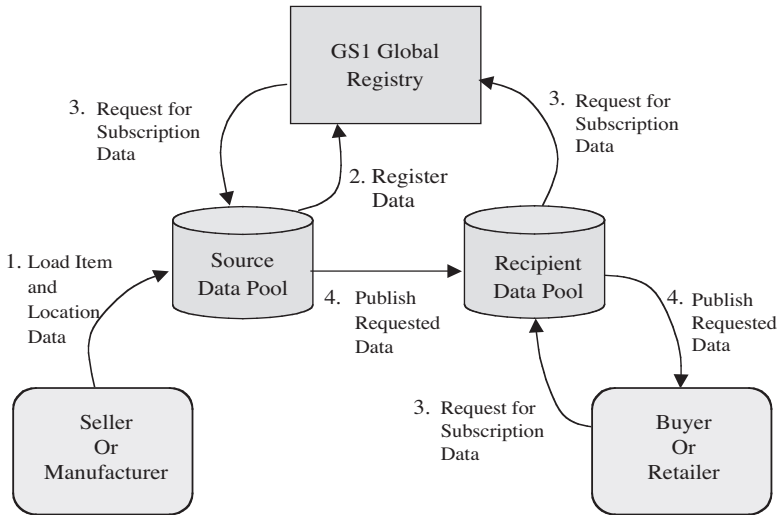 GS1 Global
Registry
3. Request for
Subscription
Data
3. Request for
Subscription
Data
2. Register
Data
1. Load Item
and
Location
Data
Source
Data Pool
Recipient
Data Pool
4. Publish
Requested
Data
4. Publish
Requested
Data
Seller
Or
Manufacturer
3. Request for
Subscription
Data
Buyer
Or
Retailer